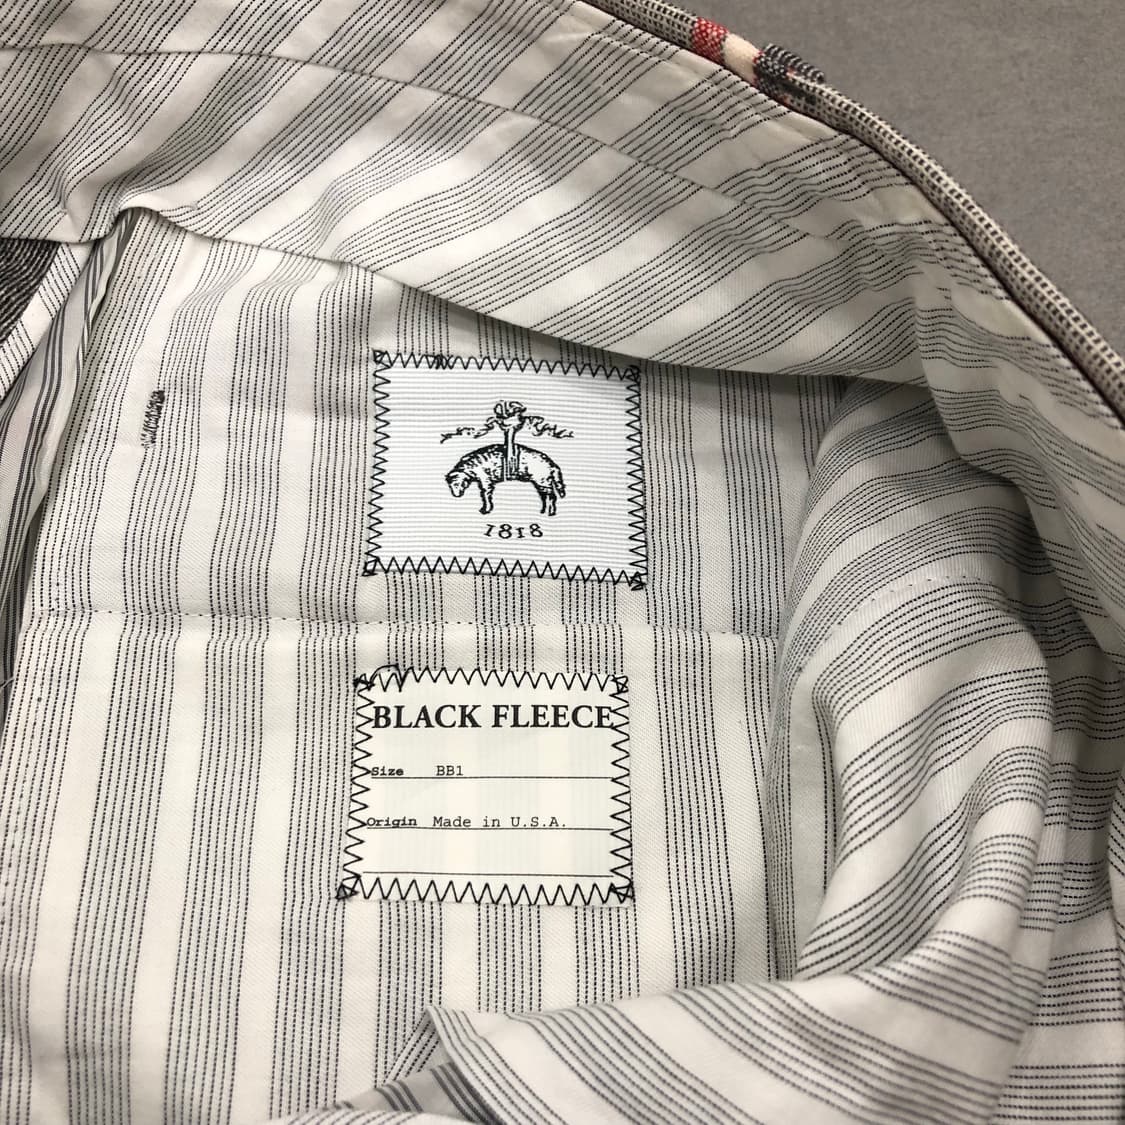 1818
BLACK FLEECE
Size BB1
Origin Made in U.S.A.